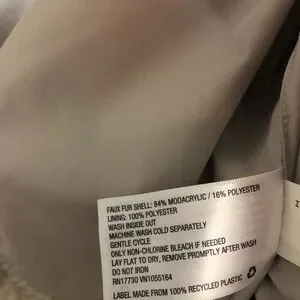 FAUX FUR SHELL: 84% MODACRYLIC / 16% POLYESTER
LINING: 100% POLYESTER
WASH INSIDE OUT
MACHINE WASH COLD SEPARATELY
GENTLE CYCLE
ONLY NON-CHLORINE BLEACH IF NEEDED
LAY FLAT TO DRY, REMOVE PROMPTLY AFTER WASH
DO NOT IRON
RN17730 VN1055164
LABEL MADE FROM 100% RECYCLED PLASTIC